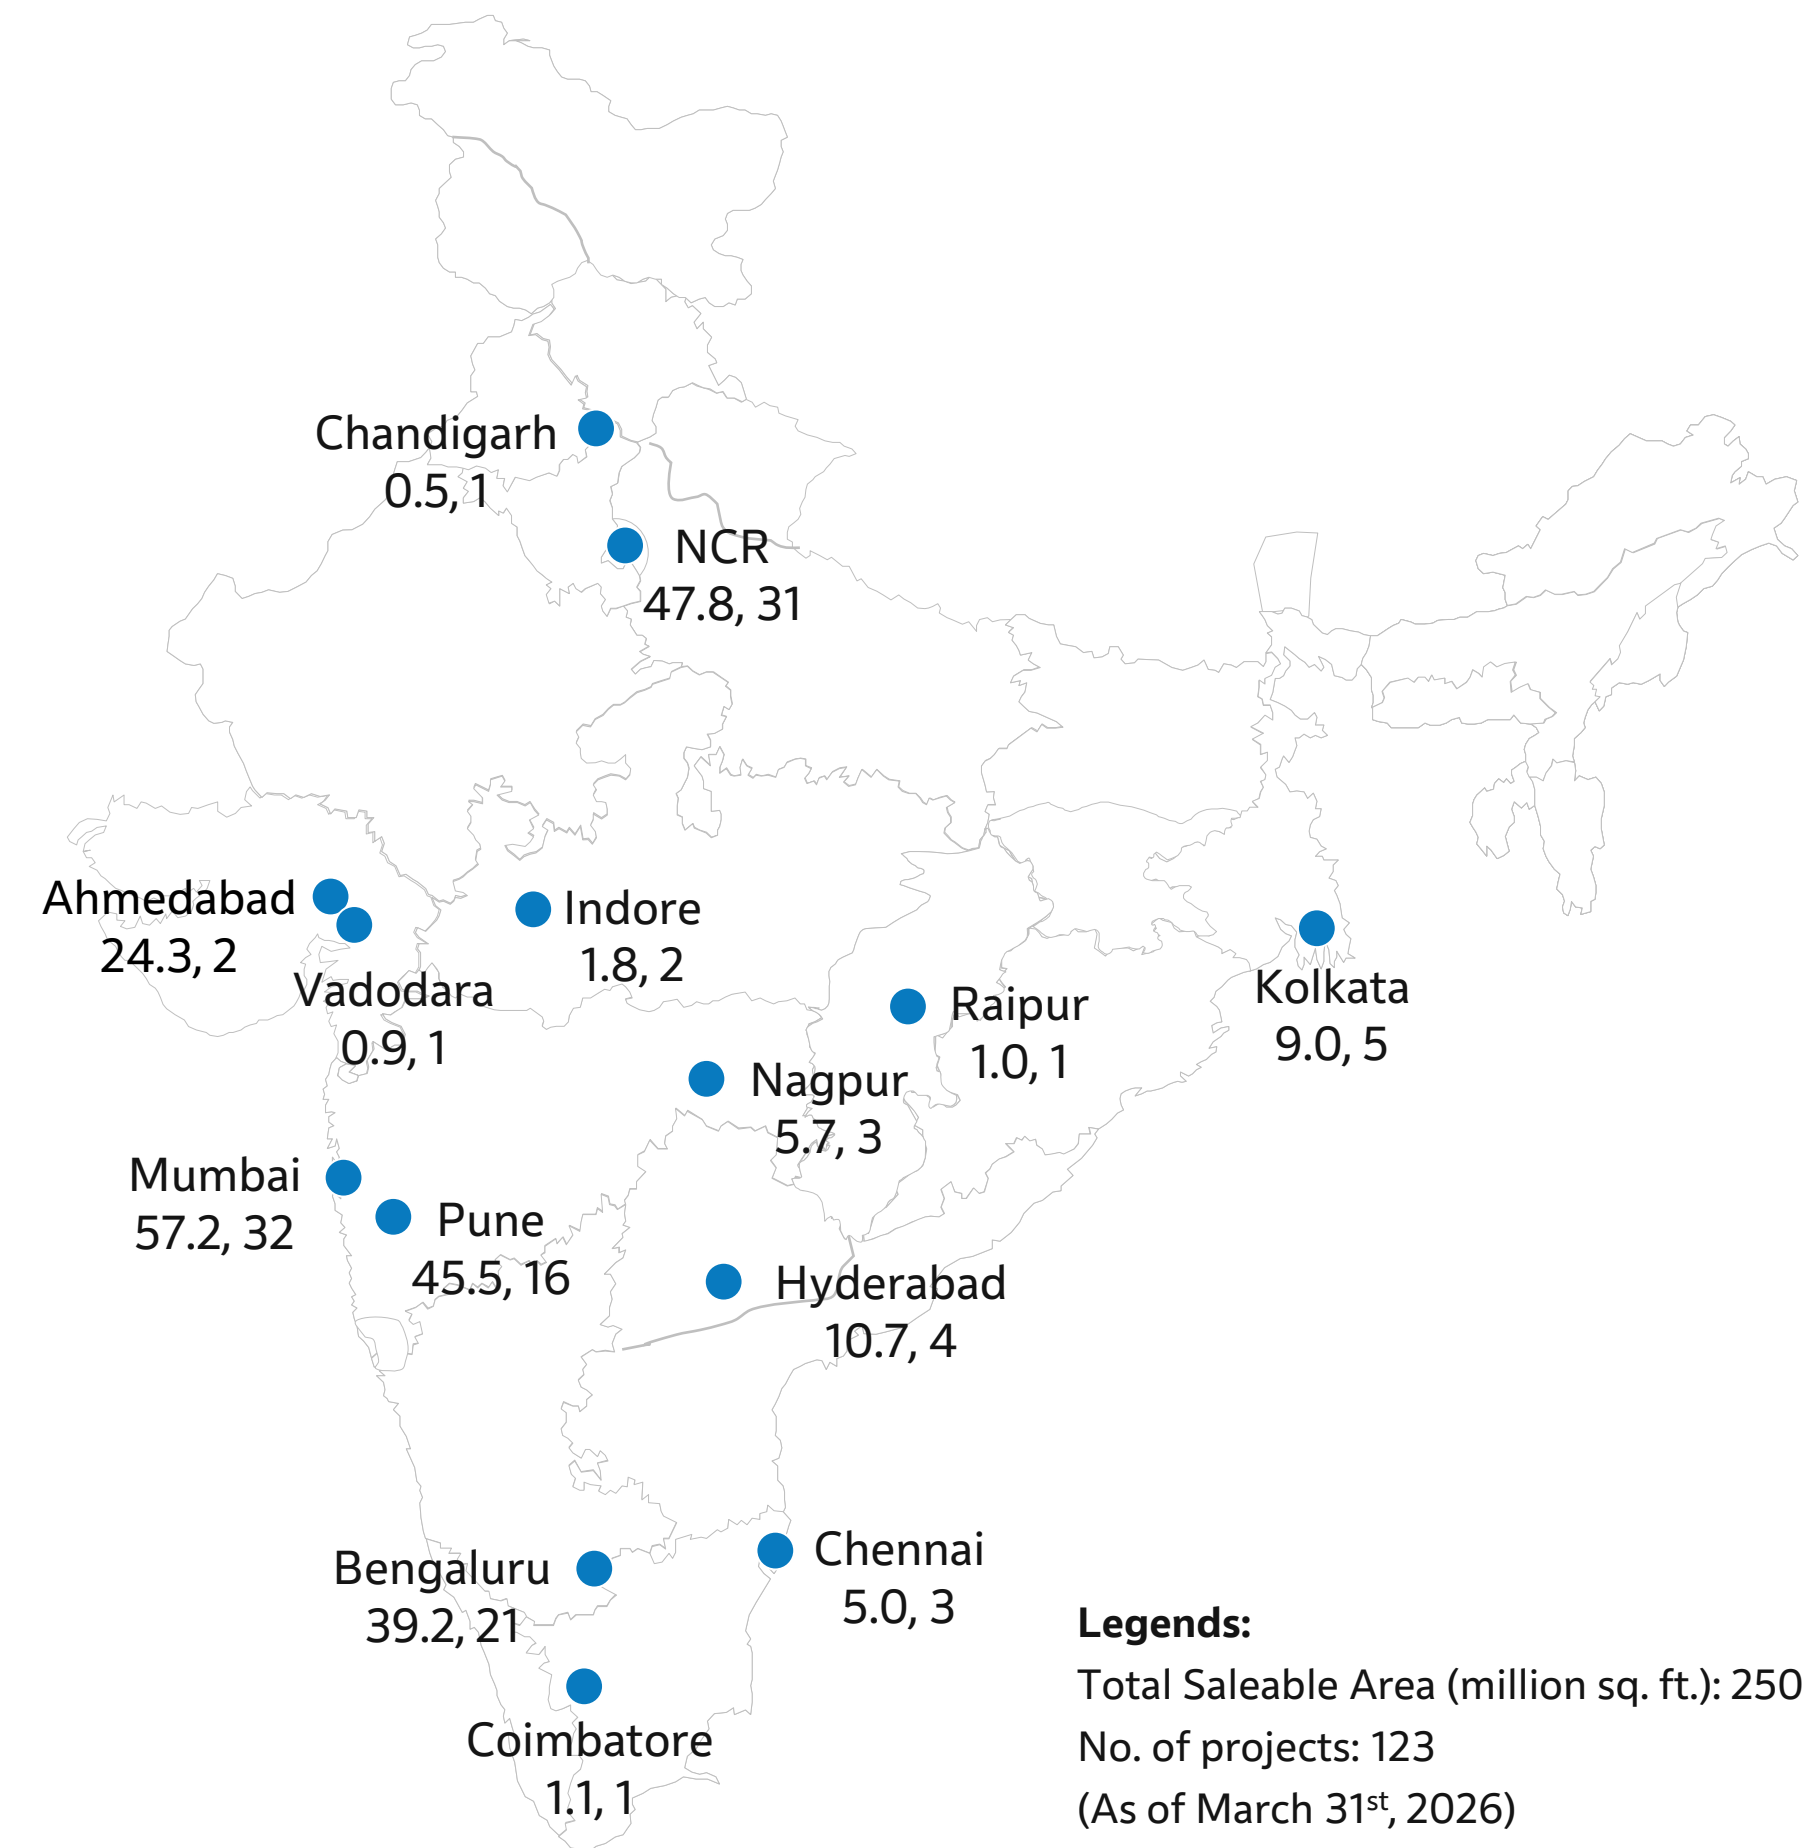 Chandigarh
0.5, 1
NCR
47.8, 31
Ahmedabad
24.3, 2
Vadodara
0.9, 1
Indore
1.8, 2
Raipur
1.0, 1
Kolkata
9.0, 5
Nagpur
5.7, 3
Mumbai
57.2, 32
Pune
45.5, 16
Hyderabad
10.7, 4
Bengaluru
39.2, 21
Chennai
5.0, 3
Coimbatore
1.1, 1
Legends:
Total Saleable Area (million sq. ft.): 250
No. of projects: 123
(As of March 31st, 2026)